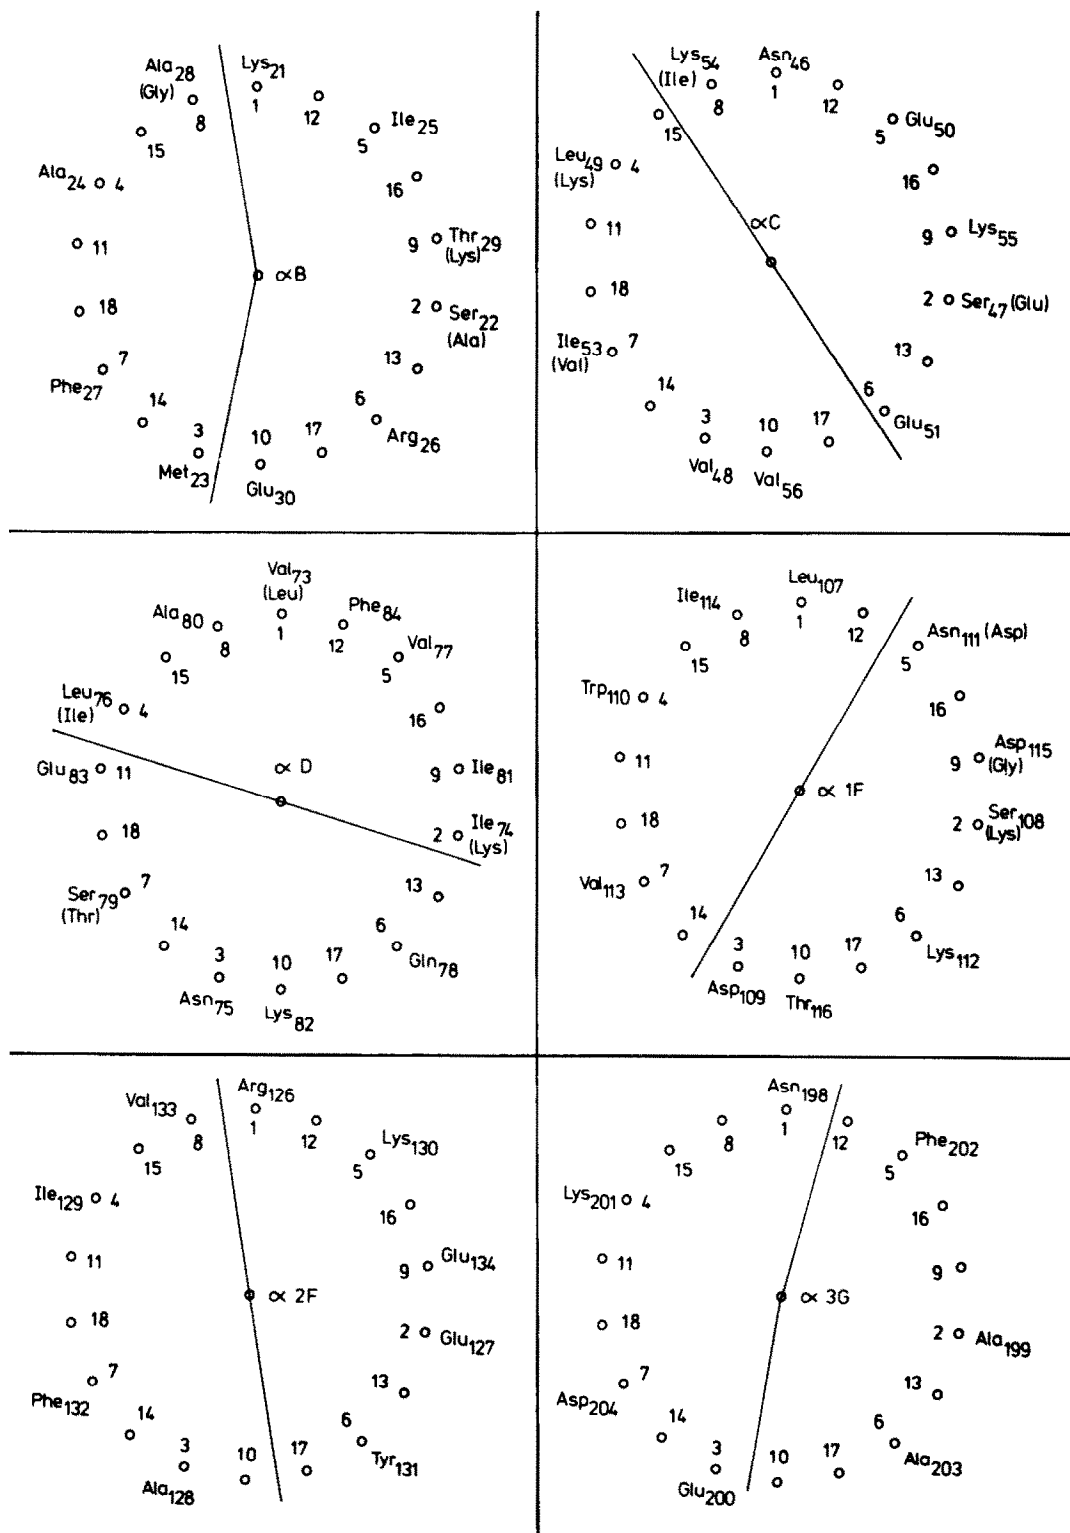 Ala28 Lys21
(Gly)
8 1 12 5 Ile25
15 16
Ala24 4
11 9 Thr29
(Lys)
∝B
18 2 Ser22
(Ala)
7 13
Phe27
14 6 Arg26
3 10 17
Met23 Glu30
Lys54 Asn46
(Ile)
8 1 12 5 Glu50
15 16
Leu49 4
(Lys)
∝C
11 9 Lys55
18 2 Ser47 (Glu)
Ile53 7 13
(Val)
14 6 Glu51
3 10 17
Val48 Val56
Val73
(Leu)
Ala80 Phe84
8 1 12 5 Val77
15 16
Leu76 4
(Ile)
Glu83 11 ∝ D 9 Ile81
18 2 Ile74
(Lys)
Ser79 7 13
(Thr)
14 6 Gln78
3 10 17
Asn75 Lys82
Ile114 Leu107
8 1 12 5 Asn111 (Asp)
15 16
Trp110 4
11 9 Asp115
(Gly)
∝ 1F
18 2 Ser108
(Lys)
Val113 7 13
14 6 Lys112
3 10 17
Asp109 Thr116
Val133 Arg126
8 1 12 5 Lys130
15 16
Ile129 4
11 9 Glu134
∝ 2F
18 2 Glu127
7 13
Phe132
14 6 Tyr131
3 10 17
Ala128
Asn198
8 1 12 5 Phe202
15 16
Lys201 4
11 9
∝ 3G
18 2 Ala199
7 13
Asp204
14 6 Ala203
3 10 17
Glu200